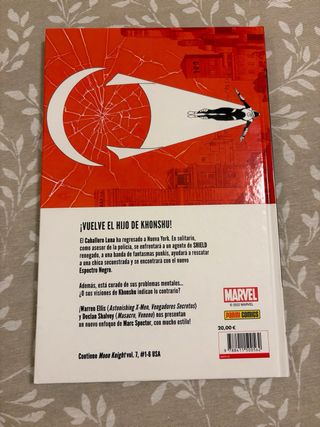 ¡VUELVE EL HIJO DE KHONSHU!
El Caballero Luna ha regresado a Nueva York. En solitario,
como asesor de la policía, se enfrentará a un agente de SHIELD
renegado, a una banda de fantasmas punkis, ayudará a rescatar
a una chica secuestrada y se encontrará con el nuevo
Espectro Negro.
Además, está curado de sus problemas mentales...
¿O sus visiones de Khonshu indican lo contrario?
¡Warren Ellis (Astonishing X-Men, Vengadores Secretos)
y Declan Shalvey (Masacre, Veneno) nos presentan
un nuevo enfoque de Marc Spector, con mucho estilo!
Contiene Moon Knight vol. 7, #1-6 USA
MARVEL
© 2022 MARVEL
PANINI COMICS
20,00 €